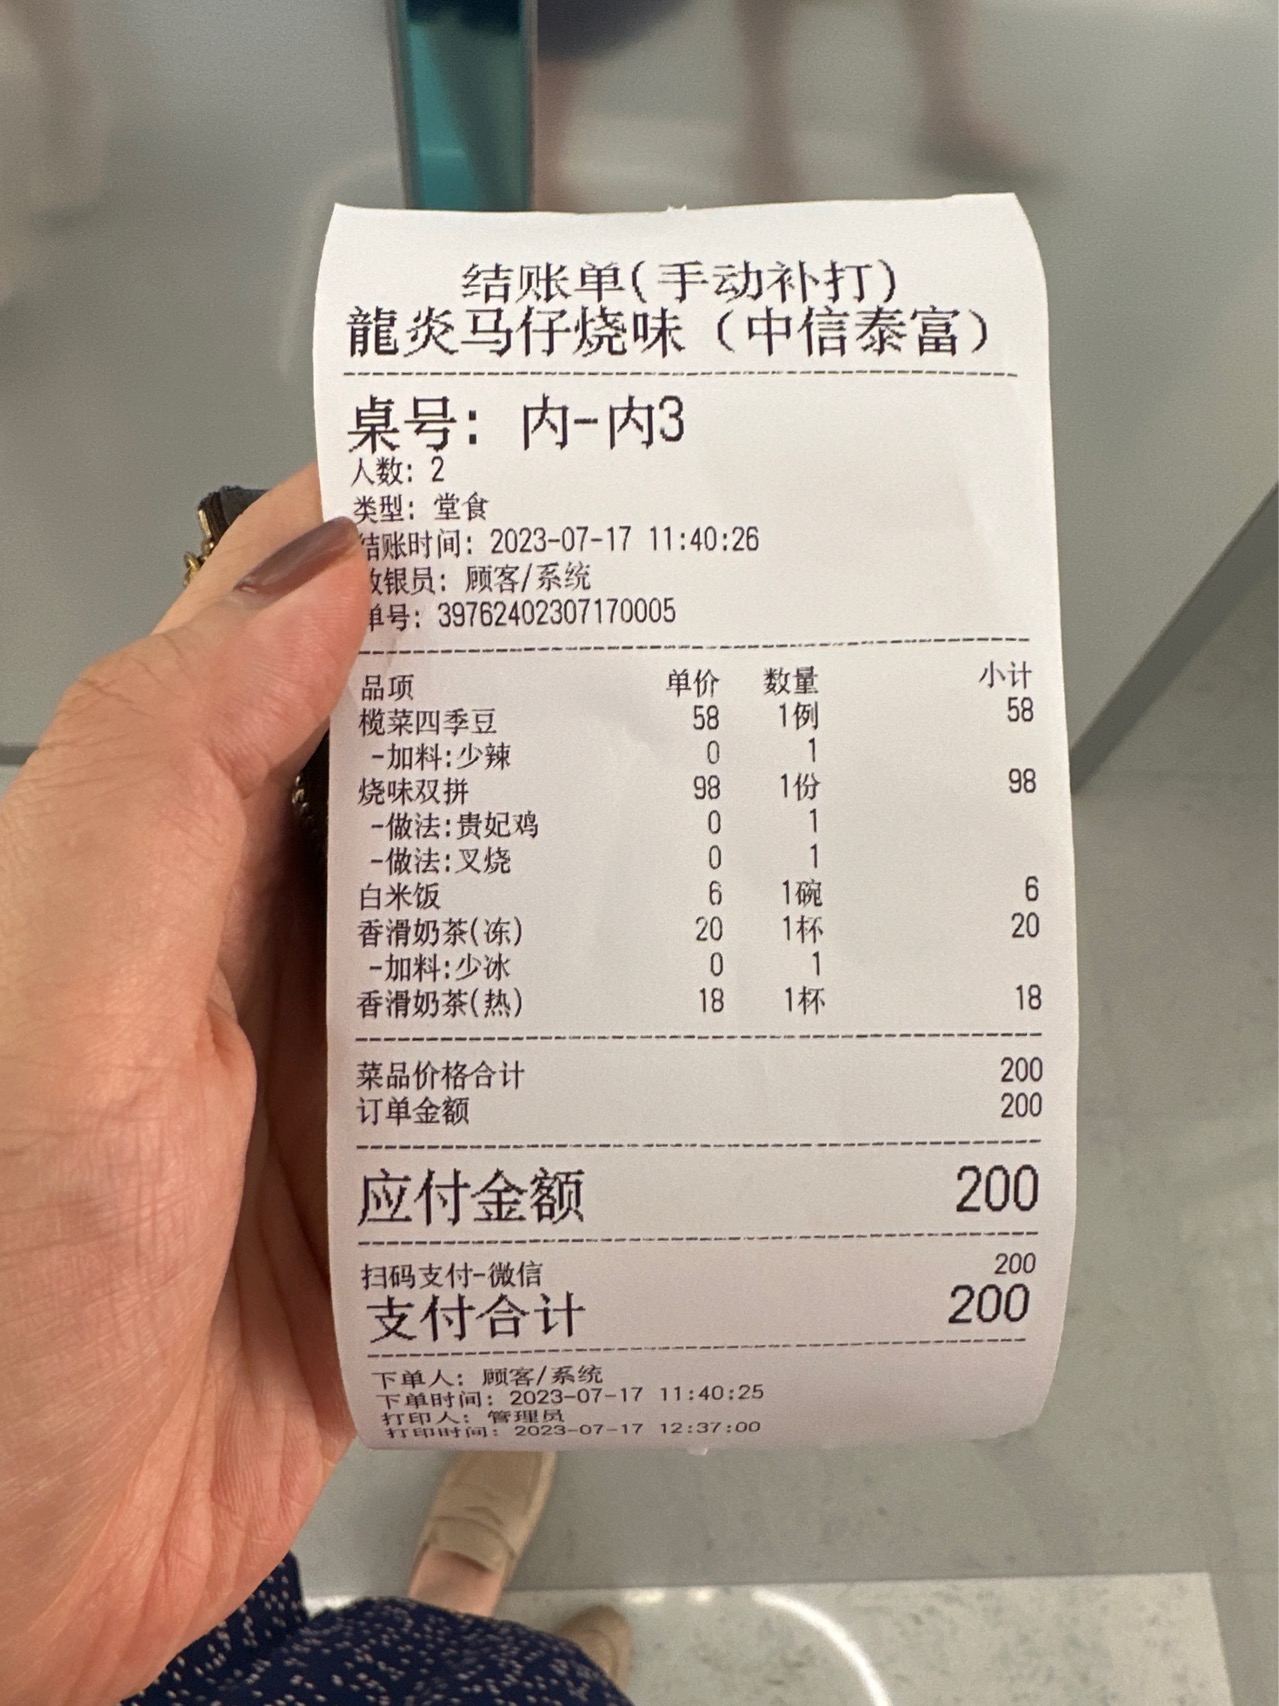 结账单(手动补打)
龍炎马仔烧味（中信泰富）
桌号: 内-内3
人数: 2
类型: 堂食
结账时间: 2023-07-17 11:40:26
银员: 顾客/系统
单号: 39762402307170005
品项 单价 数量 小计
榄菜四季豆 58 1例 58
-加料:少辣 0 1
烧味双拼 98 1份 98
-做法:贵妃鸡 0 1
-做法:叉烧 0 1
白米饭 6 1碗 6
香滑奶茶(冻) 20 1杯 20
-加料:少冰 0 1
香滑奶茶(热) 18 1杯 18
菜品价格合计 200
订单金额 200
应付金额 200
扫码支付-微信 200
支付合计 200
下单人: 顾客/系统
下单时间: 2023-07-17 11:40:25
打印人: 管理员
打印时间: 2023-07-17 12:37:00